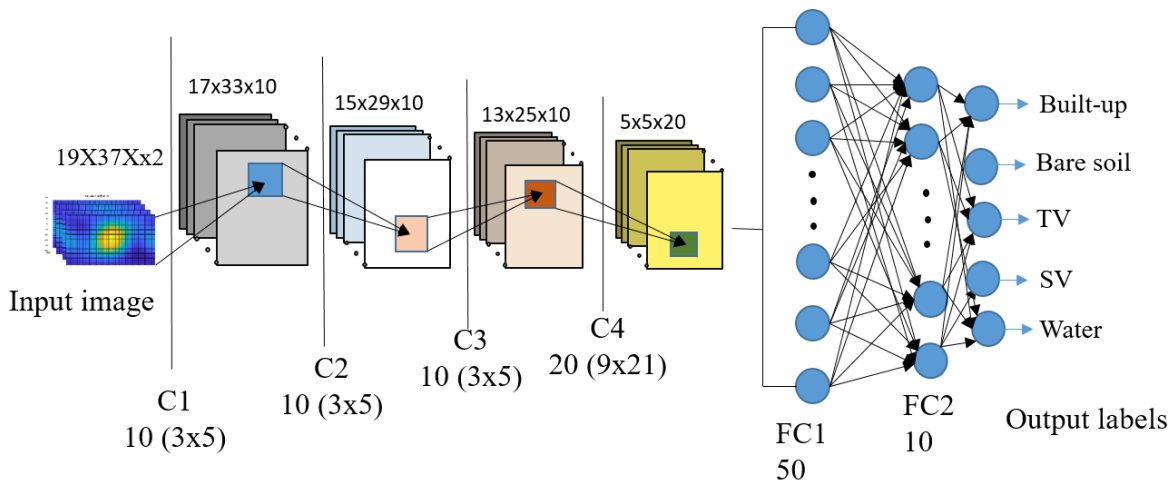 19X37Xx2
Input image
17x33x10
C1
10 (3x5)
15x29x10
C2
10 (3x5)
13x25x10
C3
10 (3x5)
5x5x20
C4
20 (9x21)
FC1
50
FC2
10
Built-up
Bare soil
TV
SV
Water
Output labels